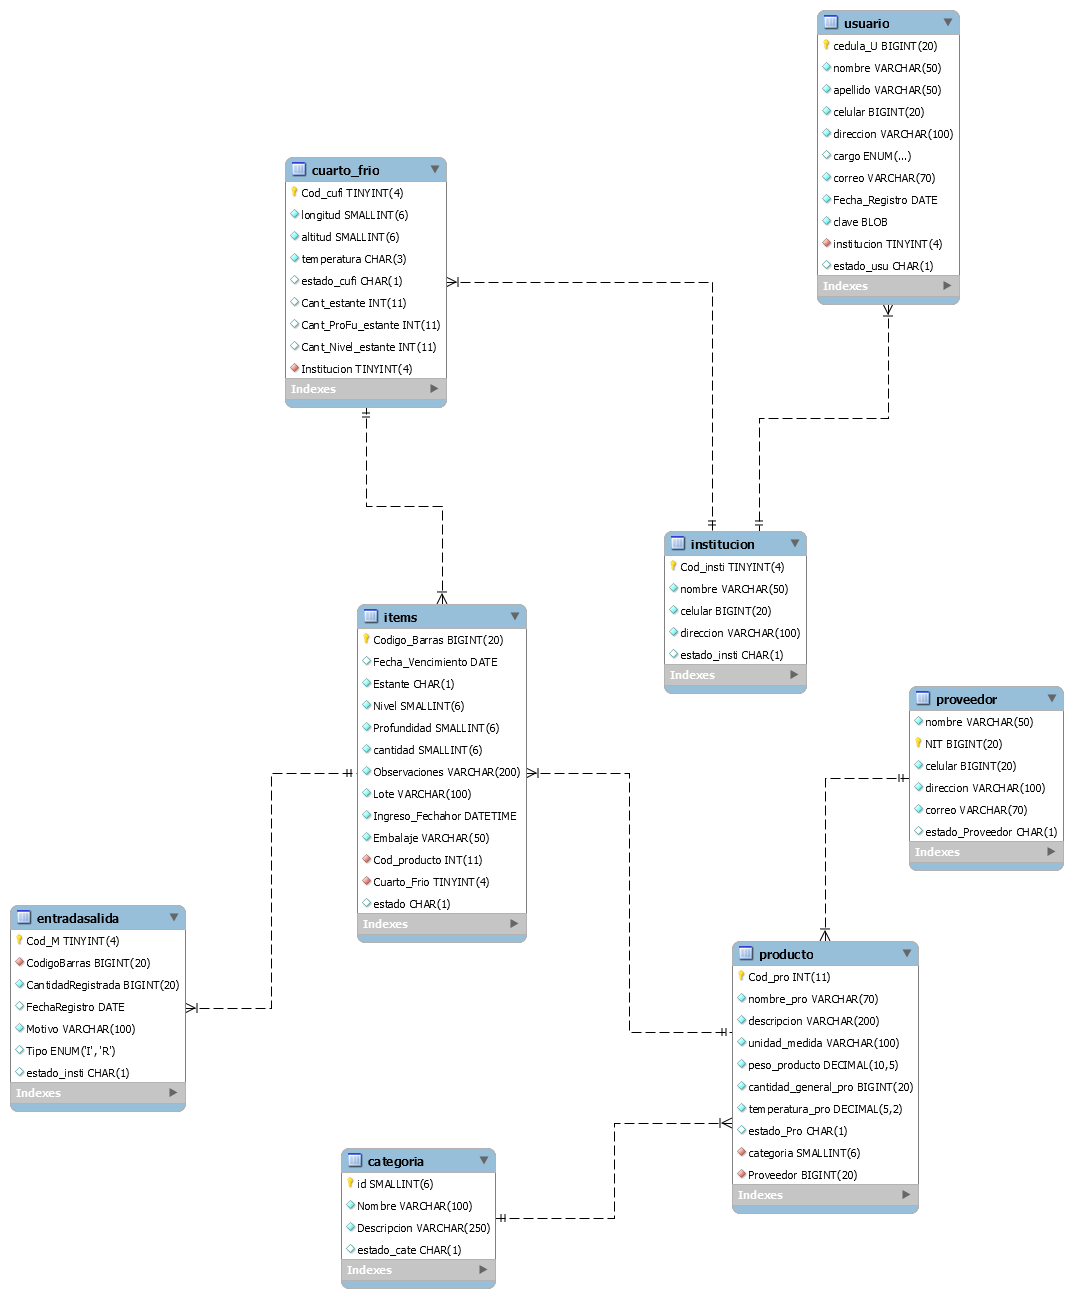 usuario
cedula_U BIGINT(20)
nombre VARCHAR(50)
apellido VARCHAR(50)
celular BIGINT(20)
direccion VARCHAR(100)
cargo ENUM(...)
correo VARCHAR(70)
Fecha_Registro DATE
clave BLOB
institucion TINYINT(4)
estado_usu CHAR(1)
Indexes
cuarto_frio
Cod_cufi TINYINT(4)
longitud SMALLINT(6)
altitud SMALLINT(6)
temperatura CHAR(3)
estado_cufi CHAR(1)
Cant_estante INT(11)
Cant_ProFu_estante INT(11)
Cant_Nivel_estante INT(11)
Institucion TINYINT(4)
Indexes
institucion
Cod_insti TINYINT(4)
nombre VARCHAR(50)
celular BIGINT(20)
direccion VARCHAR(100)
estado_insti CHAR(1)
Indexes
items
Codigo_Barras BIGINT(20)
Fecha_Vencimiento DATE
Estante CHAR(1)
Nivel SMALLINT(6)
Profundidad SMALLINT(6)
cantidad SMALLINT(6)
Observaciones VARCHAR(200)
Lote VARCHAR(100)
Ingreso_Fechahor DATETIME
Embalaje VARCHAR(50)
Cod_producto INT(11)
Cuarto_Frio TINYINT(4)
estado CHAR(1)
Indexes
proveedor
nombre VARCHAR(50)
NIT BIGINT(20)
celular BIGINT(20)
direccion VARCHAR(100)
correo VARCHAR(70)
estado_Proveedor CHAR(1)
Indexes
entradasalida
Cod_M TINYINT(4)
CodigoBarras BIGINT(20)
CantidadRegistrada BIGINT(20)
FechaRegistro DATE
Motivo VARCHAR(100)
Tipo ENUM('I', 'R')
estado_insti CHAR(1)
Indexes
producto
Cod_pro INT(11)
nombre_pro VARCHAR(70)
descripcion VARCHAR(200)
unidad_medida VARCHAR(100)
peso_producto DECIMAL(10,5)
cantidad_general_pro BIGINT(20)
temperatura_pro DECIMAL(5,2)
estado_Pro CHAR(1)
categoria SMALLINT(6)
Proveedor BIGINT(20)
Indexes
categoria
id SMALLINT(6)
Nombre VARCHAR(100)
Descripcion VARCHAR(250)
estado_cate CHAR(1)
Indexes